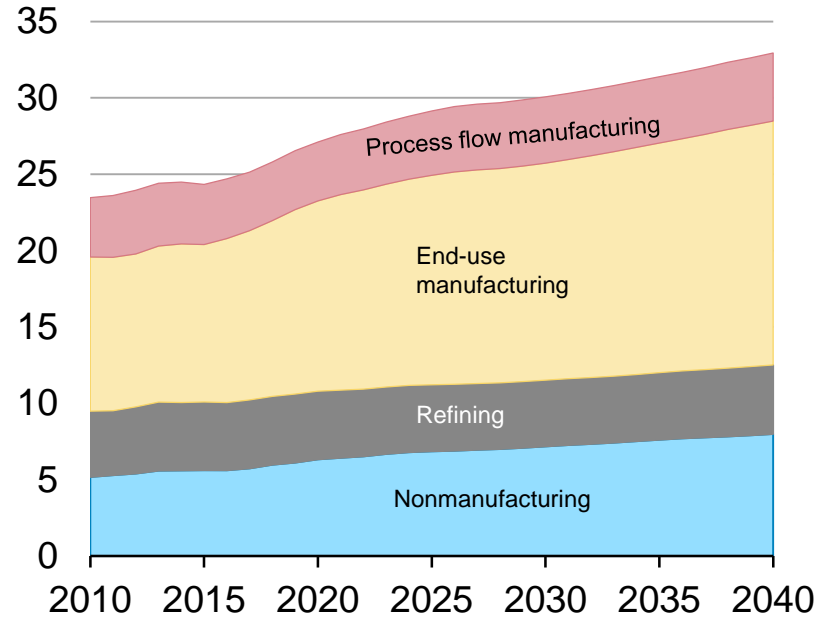 35
30
25
20
15
10
5
0
Process flow manufacturing
End-use
manufacturing
Refining
Nonmanufacturing
2010 2015 2020 2025 2030 2035 2040